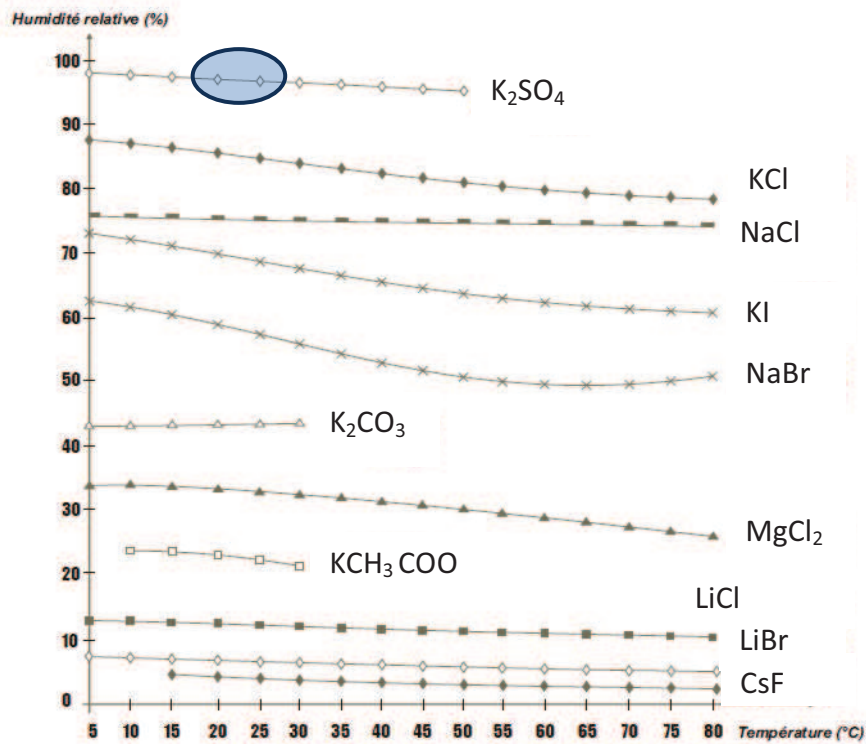 Humidité relative (%)
100
90
80
70
60
50
40
30
20
10
0
K₂SO₄
KCl
NaCl
KI
NaBr
K₂CO₃
MgCl₂
KCH₃ COO
LiCl
LiBr
CsF
5 10 15 20 25 30 35 40 45 50 55 60 65 70 75 80 Température (°C)